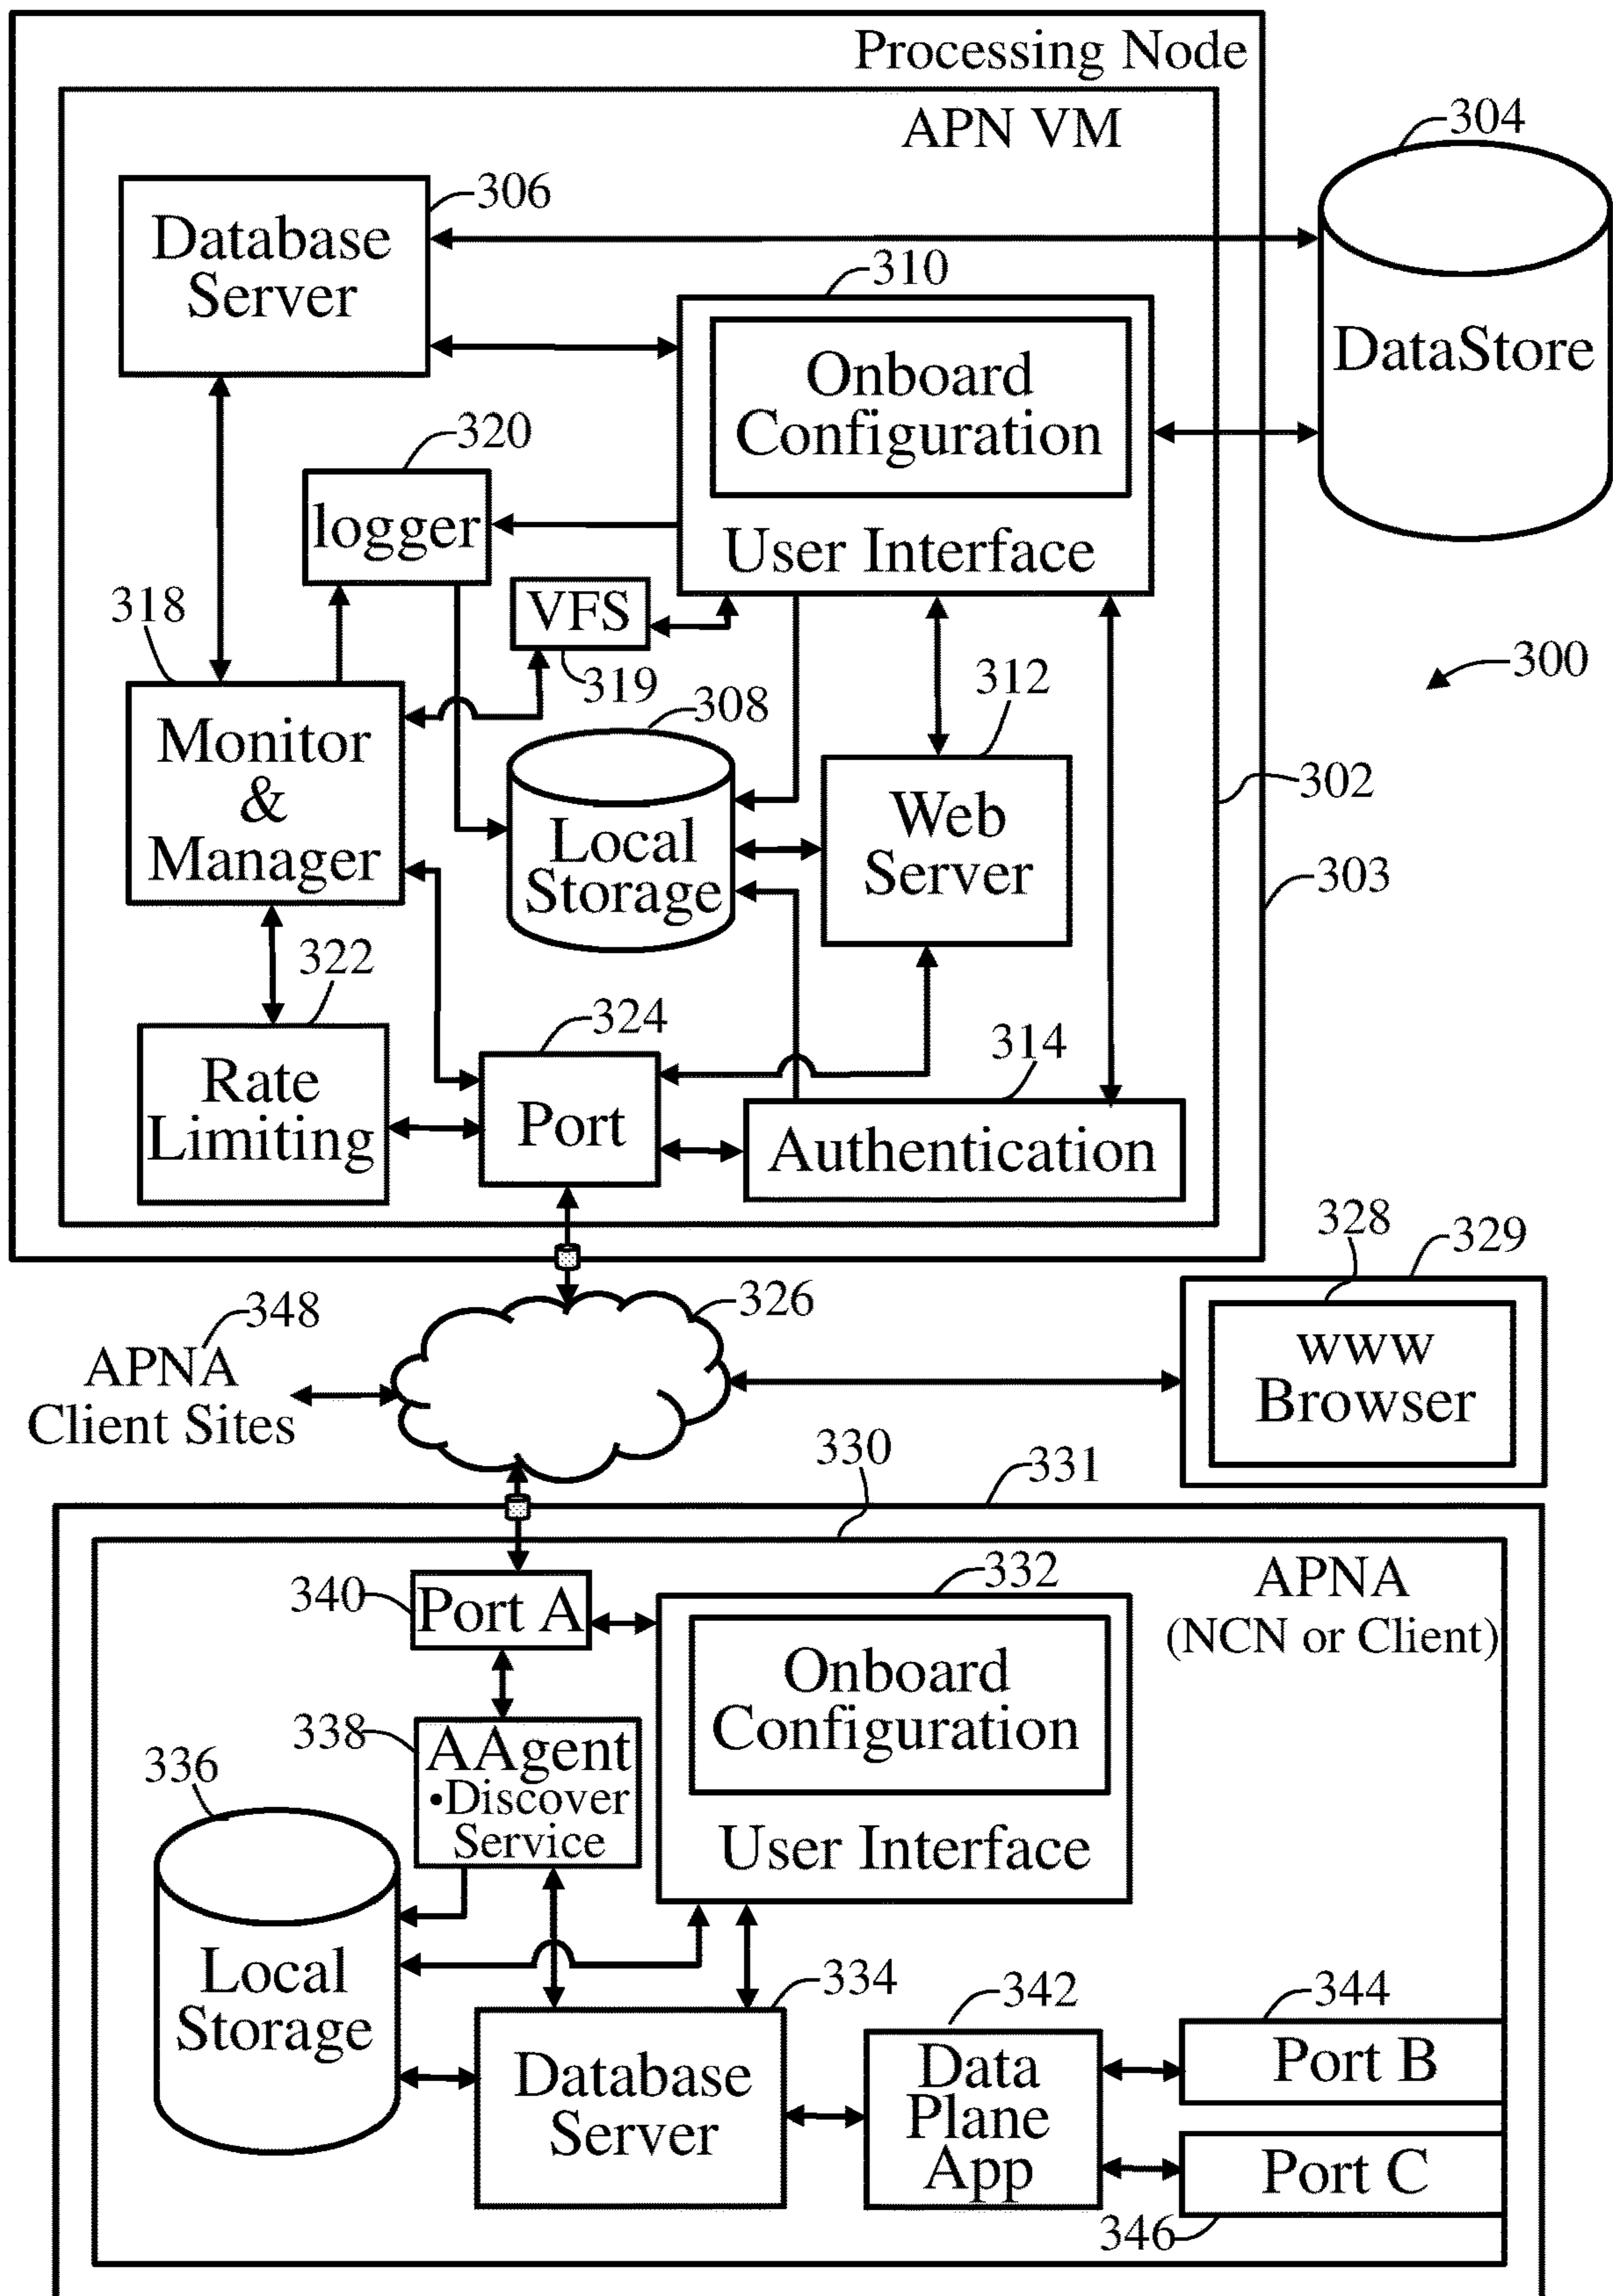 Processing Node
APN VM
304
306
Database
Server
310
DataStore
Onboard
Configuration
320
logger
User Interface
318
VFS
319
300
312
308
Monitor
&
Manager
302
Web
Server
Local
Storage
303
322
324
314
Rate
Limiting
Port
Authentication
328
329
326
348
www
Browser
APNA
Client Sites
330
331
332
APNA
(NCN or Client)
340
Port A
Onboard
Configuration
338
AAgent
•Discover
Service
336
User Interface
Local
Storage
334
342
344
Database
Server
Data
Plane
App
Port B
Port C
346